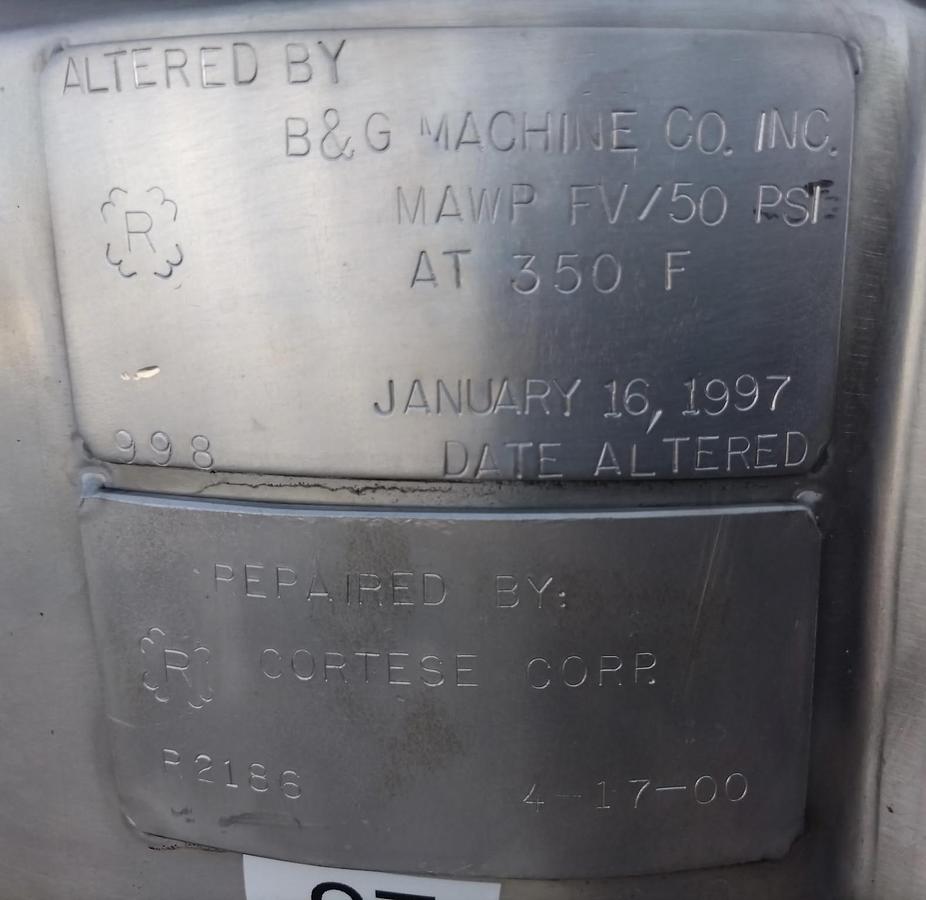 ALTERED BY
B&G MACHINE CO. INC.
R
MAWP FV/50 PSI
AT 350 F
JANUARY 16, 1997
998
DATE ALTERED
REPAIRED BY:
R
CORTESE CORP.
R2186
4-17-00